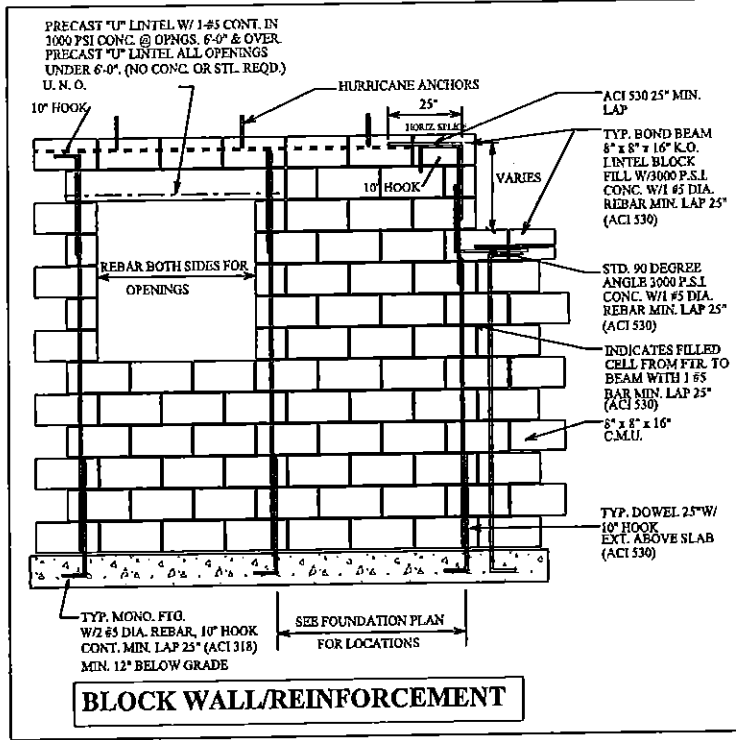 PRECAST "U" LINTEL W/ 1-#5 CONT. IN
3000 PSI CONC. @ OPNGS. 6'-0" & OVER.
PRECAST "U" LINTEL ALL OPENINGS
UNDER 6'-0". (NO CONC. OR STL. REQD.)
U. N. O.
10" HOOK
HURRICANE ANCHORS
25"
HORIZ. SPLICE
10" HOOK
VARIES
ACI 530 25" MIN.
LAP
TYP. BOND BEAM
8" x 8" x 16" K.O.
LINTEL BLOCK
FILL W/3000 P.S.I.
CONC. W/1 #5 DIA.
REBAR MIN. LAP 25"
(ACI 530)
REBAR BOTH SIDES FOR
OPENINGS
STD. 90 DEGREE
ANGLE 3000 P.S.I.
CONC. W/1 #5 DIA.
REBAR MIN. LAP 25"
(ACI 530)
INDICATES FILLED
CELL FROM FTR. TO
BEAM WITH 1 #5
BAR MIN. LAP 25"
(ACI 530)
8" x 8" x 16"
C.M.U.
TYP. DOWEL 25"W/
10" HOOK
EXT. ABOVE SLAB
(ACI 530)
TYP. MONO. FTG.
W/2 #5 DIA. REBAR, 10" HOOK
CONT. MIN. LAP 25" (ACI 318)
MIN. 12" BELOW GRADE
SEE FOUNDATION PLAN
FOR LOCATIONS
BLOCK WALL/REINFORCEMENT